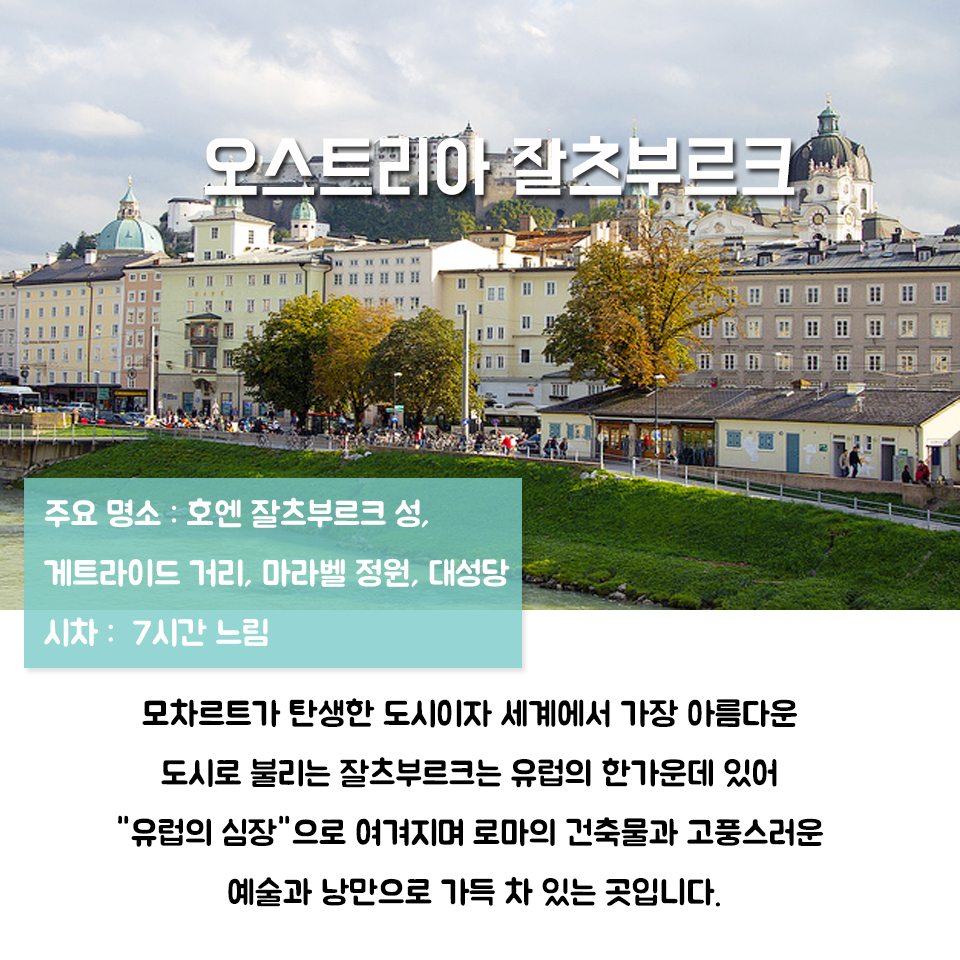 오스트리아 잘츠부르크
주요 명소 : 호엔 잘츠부르크 성,
게트라이드 거리, 마라벨 정원, 대성당
시차 : 7시간 느림
모차르트가 탄생한 도시이자 세계에서 가장 아름다운
도시로 불리는 잘츠부르크는 유럽의 한가운데 있어
"유럽의 심장"으로 여겨지며 로마의 건축물과 고풍스러운
예술과 낭만으로 가득 차 있는 곳입니다.